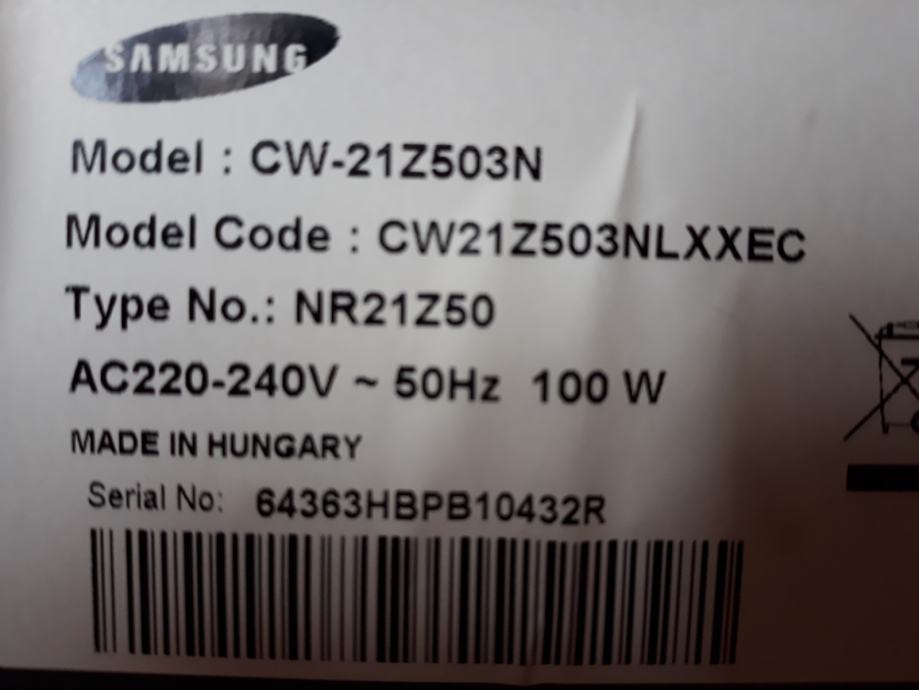 SAMSUNG
Model : CW-21Z503N
Model Code : CW21Z503NLXXEC
Type No.: NR21Z50
AC220-240V ~ 50Hz 100 W
MADE IN HUNGARY
Serial No: 64363HBPB10432R